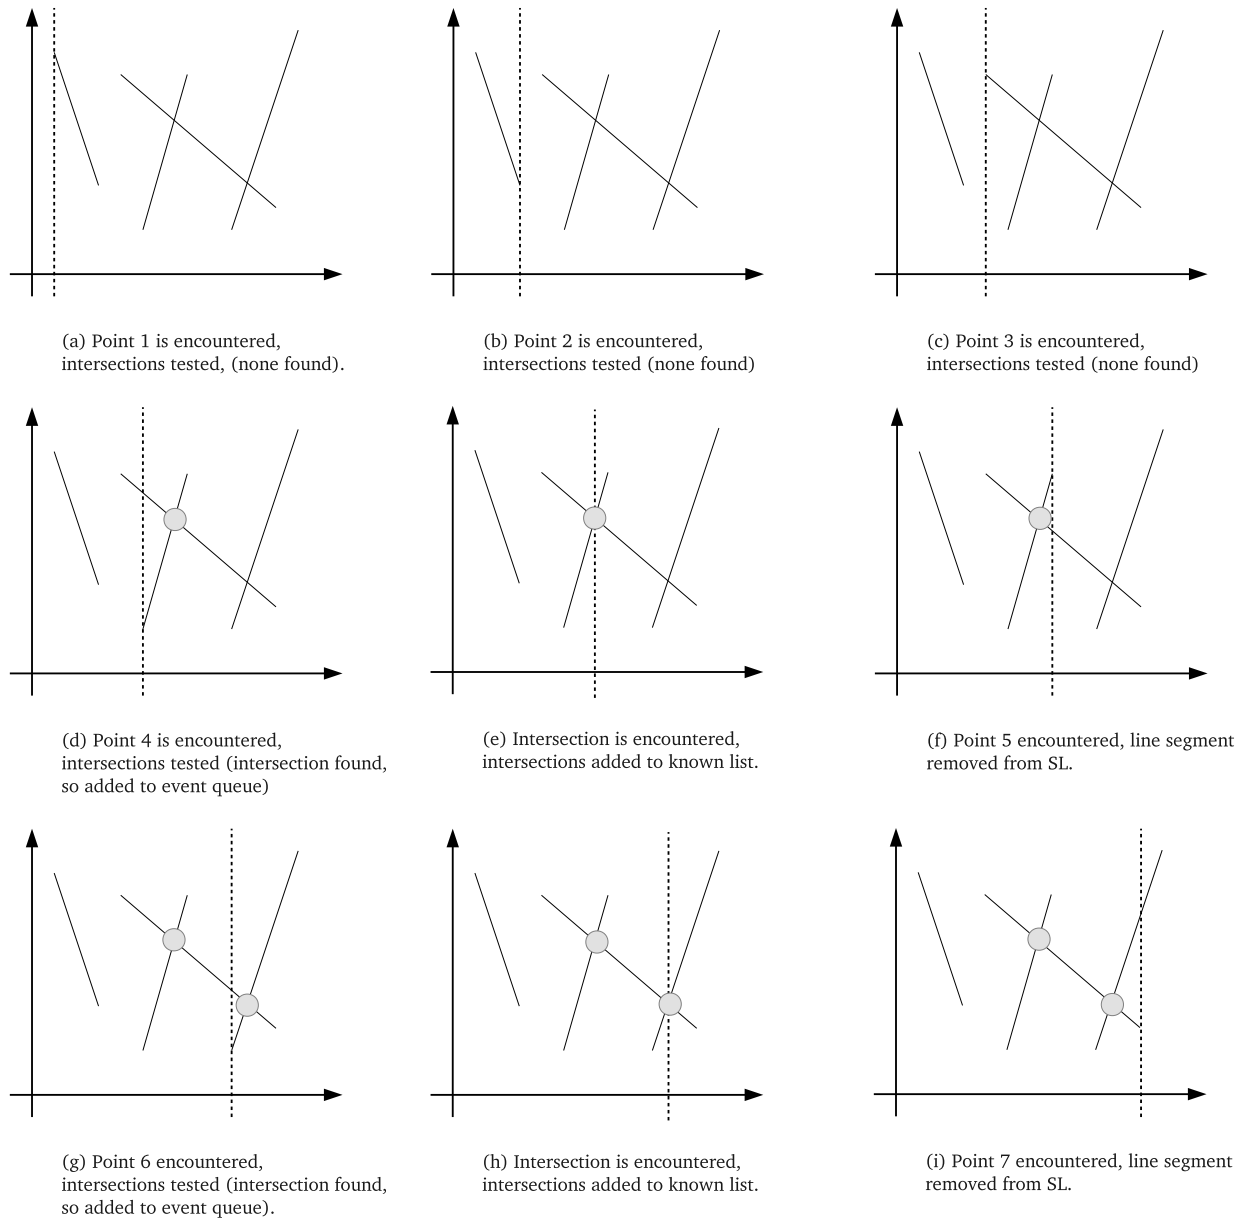 (a) Point 1 is encountered,
intersections tested, (none found).
(b) Point 2 is encountered,
intersections tested (none found)
(c) Point 3 is encountered,
intersections tested (none found)
(d) Point 4 is encountered,
intersections tested (intersection found,
so added to event queue)
(e) Intersection is encountered,
intersections added to known list.
(f) Point 5 encountered, line segment
removed from SL.
(g) Point 6 encountered,
intersections tested (intersection found,
so added to event queue).
(h) Intersection is encountered,
intersections added to known list.
(i) Point 7 encountered, line segment
removed from SL.